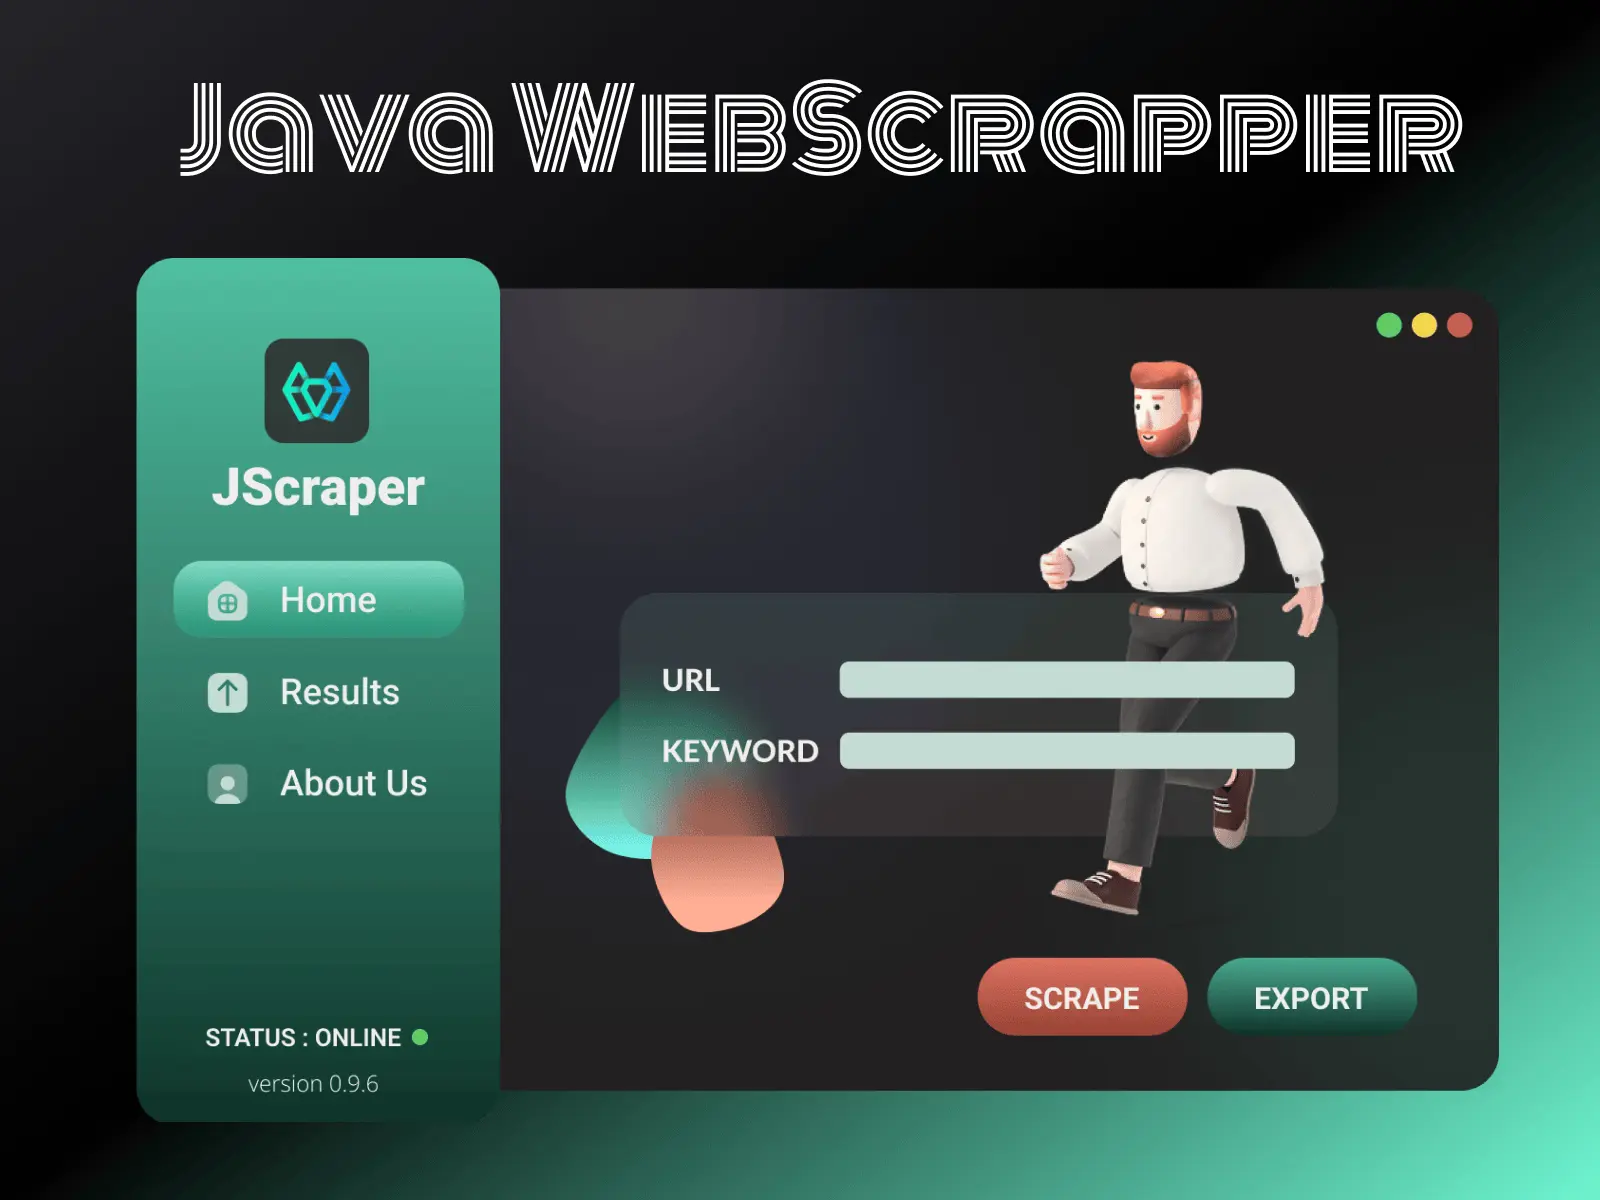 Java WebScrapper
JScraper
Home
Results
About Us
STATUS : ONLINE
version 0.9.6
URL
KEYWORD
SCRAPE
EXPORT